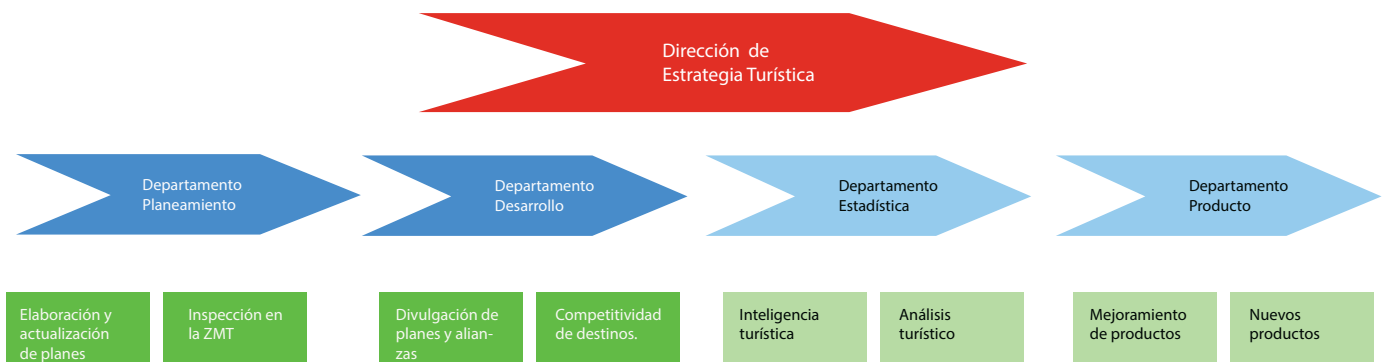 Dirección de
Estrategia Turística
Departamento
Planeamiento
Departamento
Desarrollo
Departamento
Estadística
Departamento
Producto
Elaboración y
actualización
de planes
Inspección en
la ZMT
Divulgación de
planes y alian-
zas
Competitividad
de destinos.
Inteligencia
turística
Análisis
turístico
Mejoramiento
de productos
Nuevos
productos